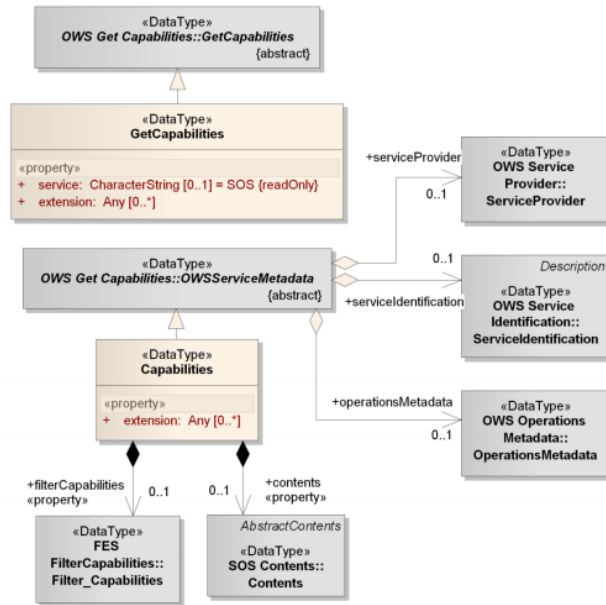 «DataType»
OWS Get Capabilities::GetCapabilities
{abstract}
«DataType»
GetCapabilities
«property»
+ service: CharacterString [0..1] = SOS {readOnly}
+ extension: Any [0..*]
+serviceProvider
0..1
«DataType»
OWS Service
Provider::
ServiceProvider
«DataType»
OWS Get Capabilities::OWSServiceMetadata
{abstract}
0..1
+serviceIdentification
Description
«DataType»
OWS Service
Identification::
ServiceIdentification
«DataType»
Capabilities
«property»
+ extension: Any [0..*]
+operationsMetadata
0..1
«DataType»
OWS Operations
Metadata::
OperationsMetadata
+filterCapabilities
«property»
0..1
0..1
+contents
«property»
«DataType»
FES
FilterCapabilities::
Filter_Capabilities
AbstractContents
«DataType»
SOS Contents::
Contents